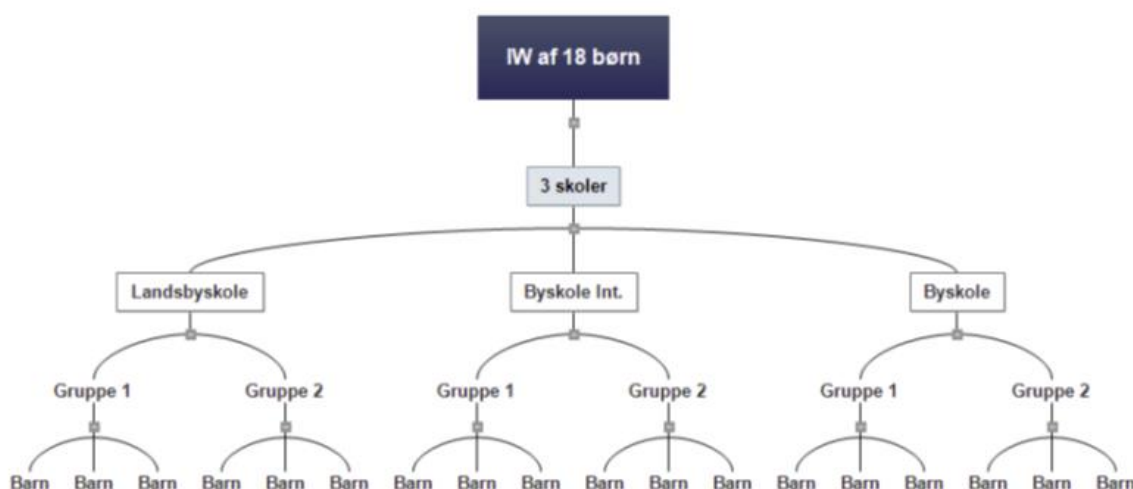 IW af 18 børn
3 skoler
Landsbyskole Byskole Int. Byskole
Gruppe 1 Gruppe 2 Gruppe 1 Gruppe 2 Gruppe 1 Gruppe 2
Barn Barn Barn Barn Barn Barn Barn Barn Barn Barn Barn Barn Barn Barn Barn Barn Barn Barn